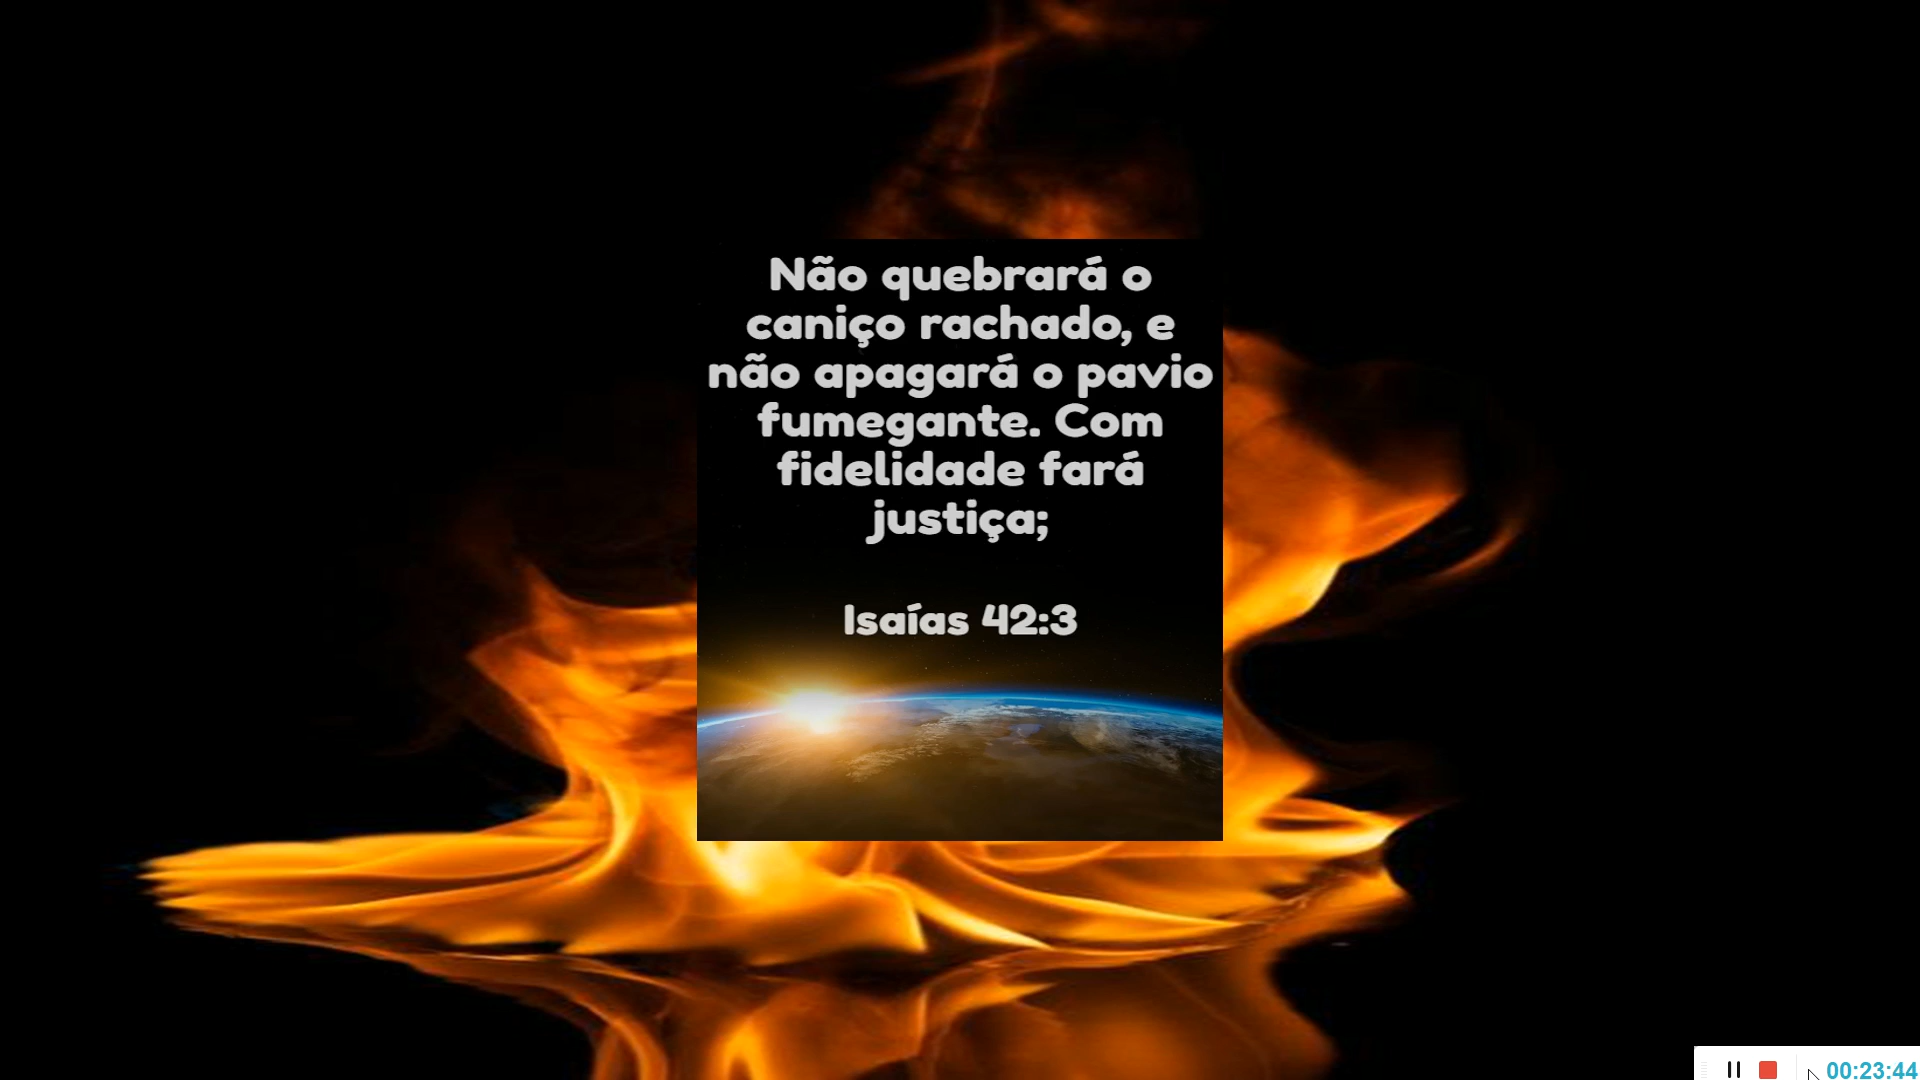 Não quebrará o
caniço rachado, e
não apagará o pavio
fumegante. Com
fidelidade fará
justiça;
Isaías 42:3
00:23:44